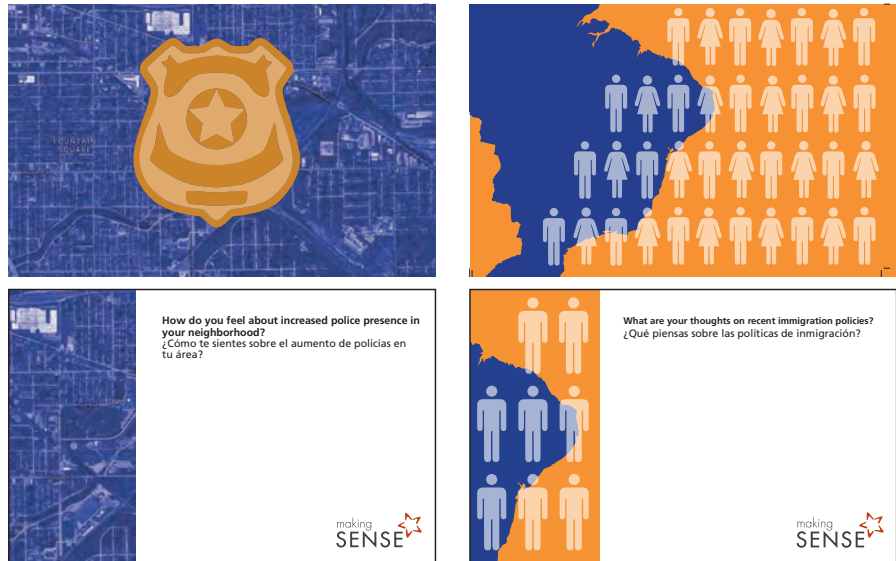 FOUNTAIN
SQUARE
How do you feel about increased police presence in
your neighborhood?
¿Cómo te sientes sobre el aumento de policías en
tu área?
making
SENSE
What are your thoughts on recent immigration policies?
¿Qué piensas sobre las políticas de inmigración?
making
SENSE